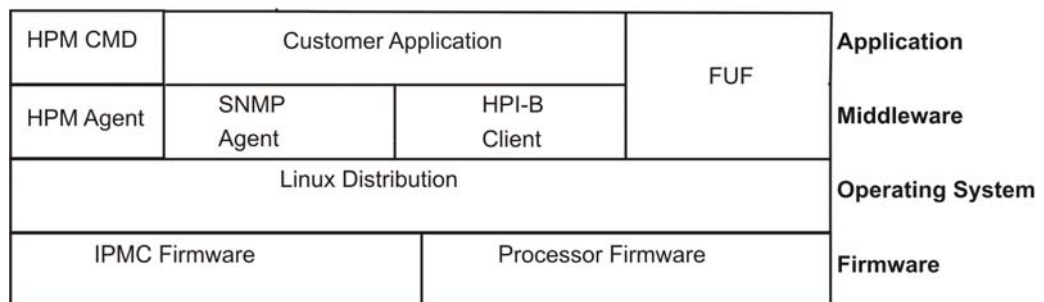 HPM CMD
Customer Application
FUF
Application
HPM Agent
SNMP
Agent
HPI-B
Client
Middleware
Linux Distribution
Operating System
IPMC Firmware
Processor Firmware
Firmware